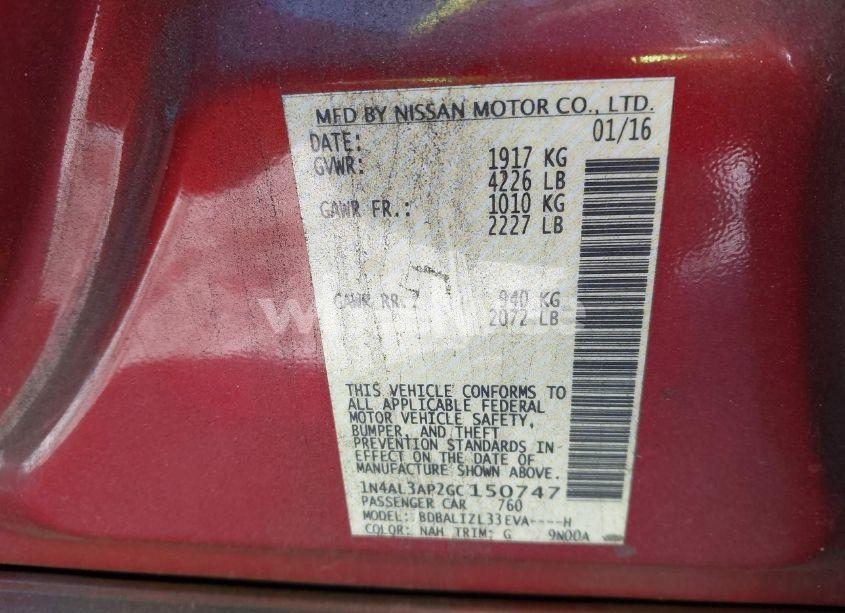 MFD BY NISSAN MOTOR CO., LTD.
DATE: 01/16
GVWR: 1917 KG
4226 LB
GAWR FR.: 1010 KG
2227 LB
GAWR RR.: 940 KG
2072 LB
THIS VEHICLE CONFORMS TO
ALL APPLICABLE FEDERAL
MOTOR VEHICLE SAFETY,
BUMPER, AND THEFT
PREVENTION STANDARDS IN
EFFECT ON THE DATE OF
MANUFACTURE SHOWN ABOVE.
1N4AL3AP2GC150747
PASSENGER CAR 760
MODEL: BDBALIZL33EVA----H
COLOR: NAH TRIM: G 9N00A